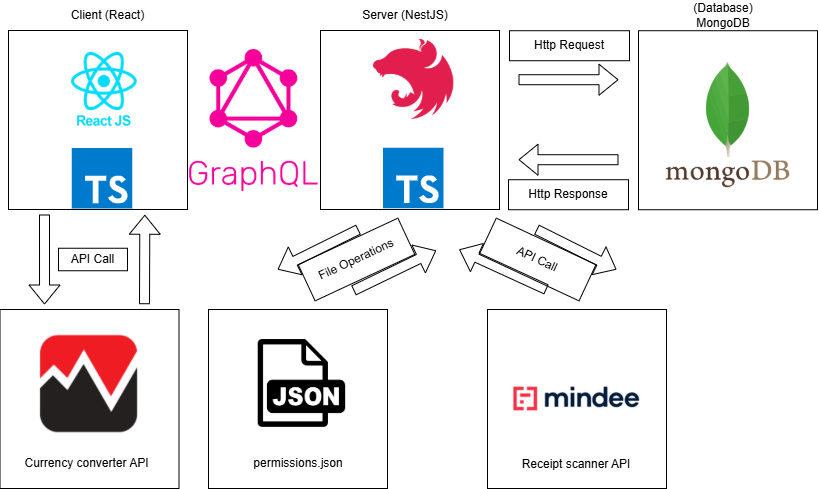 Client (React)
Server (NestJS)
(Database)
MongoDB
React JS
TS
GraphQL
TS
Http Request
Http Response
mongoDB
API Call
File Operations
API Call
JSON
mindee
Currency converter API
permissions.json
Receipt scanner API